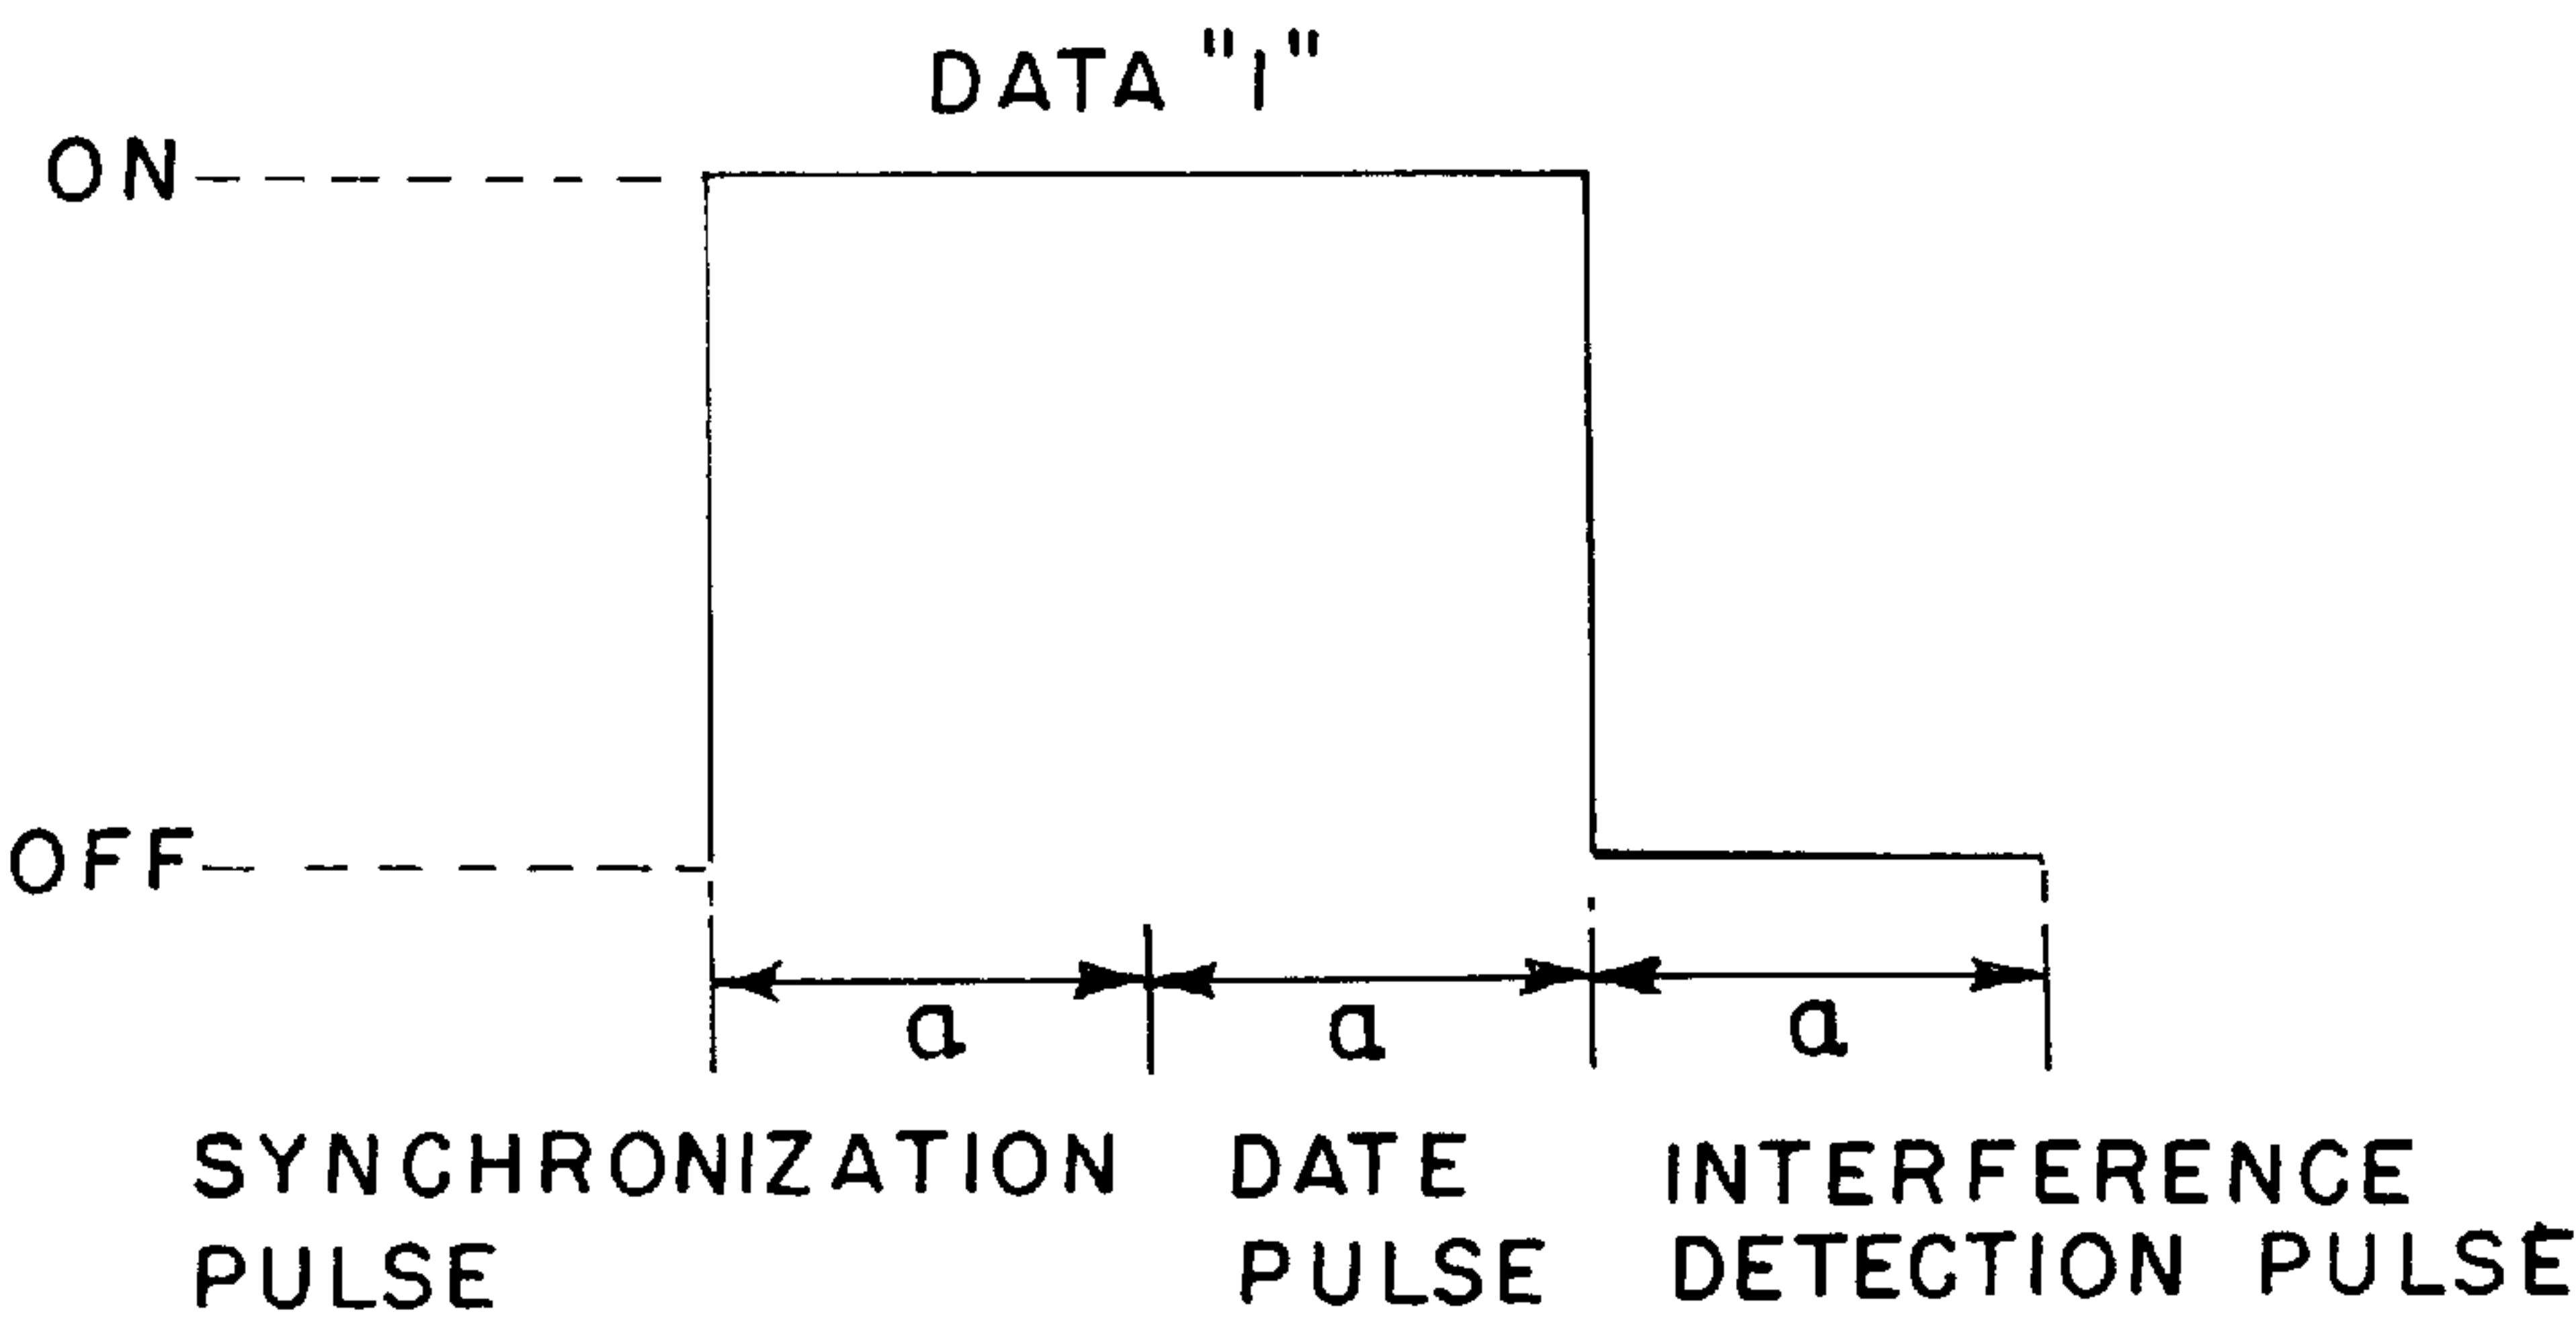 DATA "1"
ON
OFF
a a a
SYNCHRONIZATION DATE INTERFERENCE
PULSE PULSE DETECTION PULSE